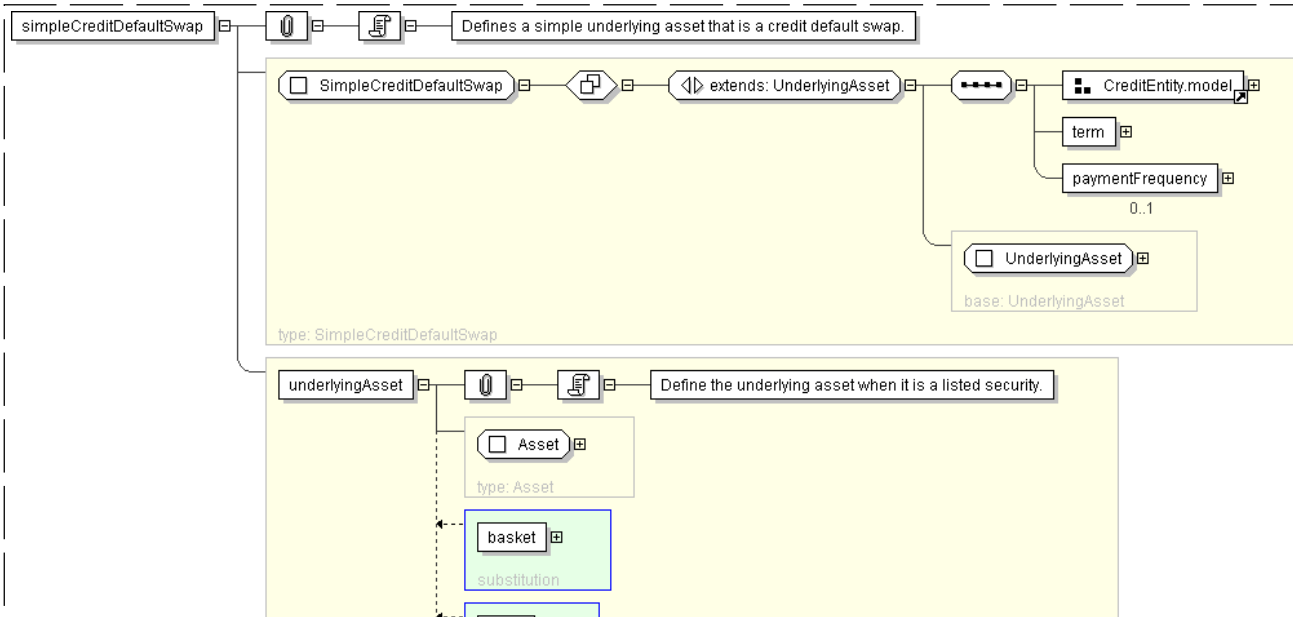 simpleCreditDefaultSwap
Defines a simple underlying asset that is a credit default swap.
SimpleCreditDefaultSwap
extends: UnderlyingAsset
CreditEntity.model
term
paymentFrequency
0..1
UnderlyingAsset
base: UnderlyingAsset
type: SimpleCreditDefaultSwap
underlyingAsset
Define the underlying asset when it is a listed security.
Asset
type: Asset
basket
substitution